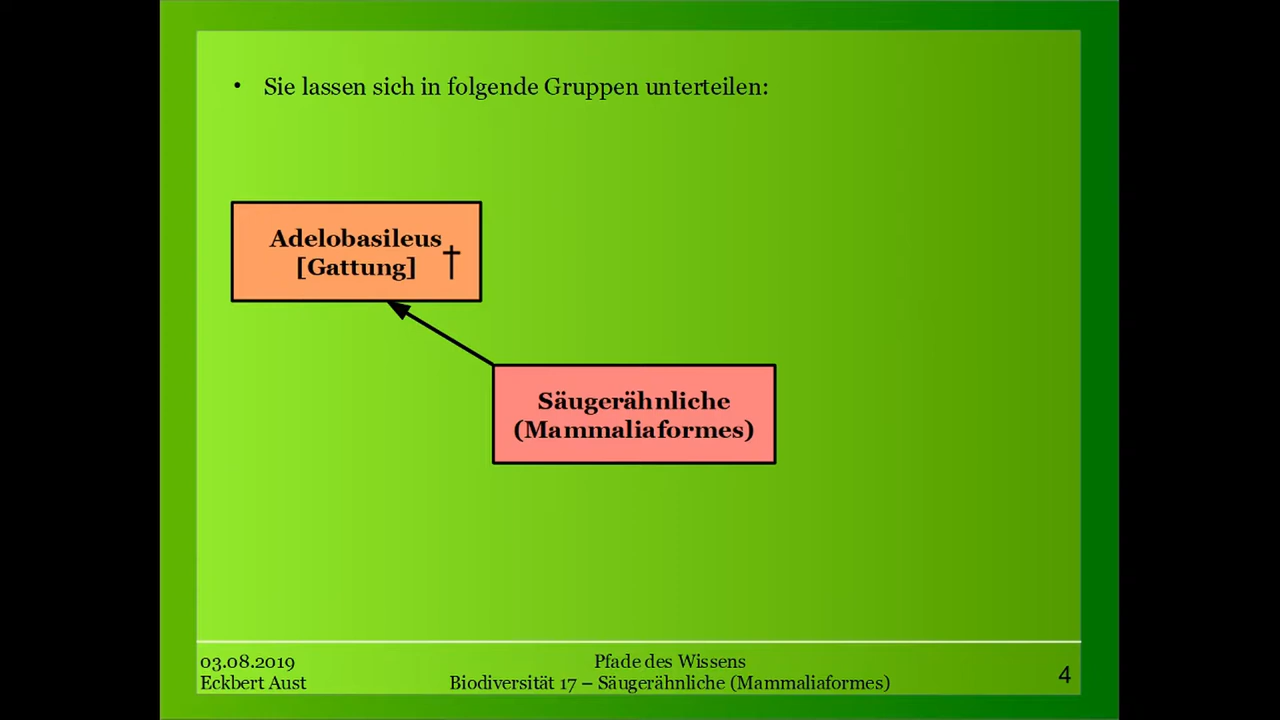 • Sie lassen sich in folgende Gruppen unterteilen:
Adelobasileus
[Gattung] †
Säugerähnliche
(Mammaliaformes)
03.08.2019
Eckbert Aust
Pfade des Wissens
Biodiversität 17 – Säugerähnliche (Mammaliaformes)
4